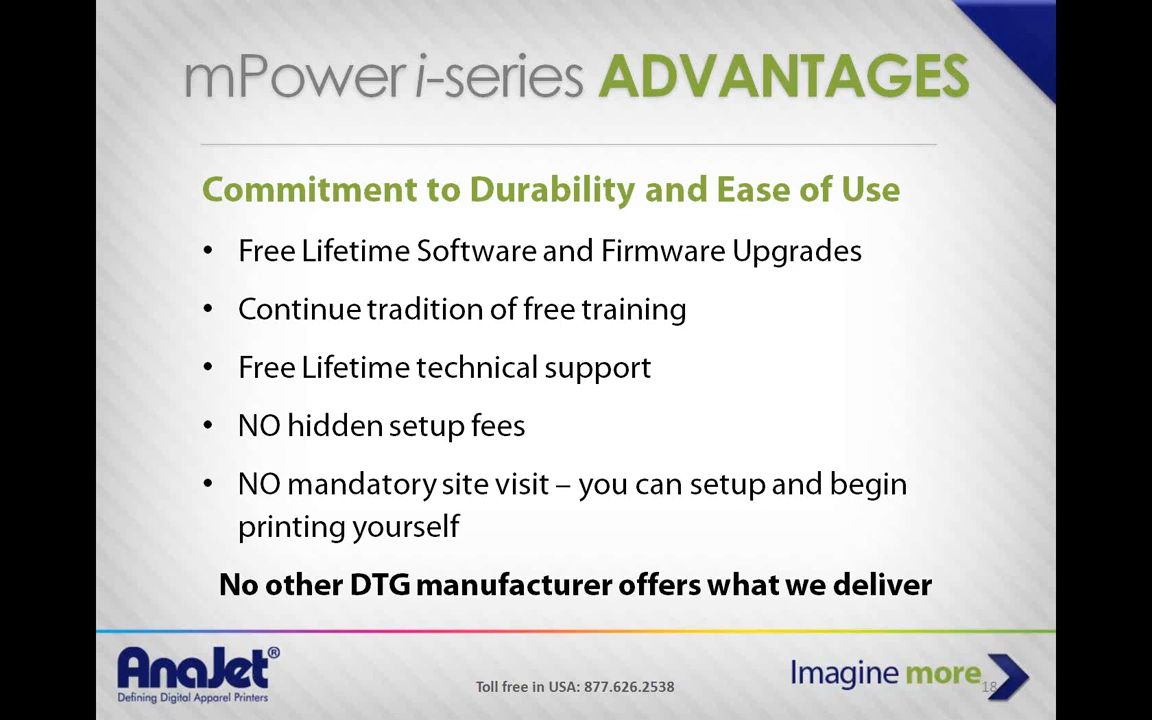 mPower i-series ADVANTAGES
Commitment to Durability and Ease of Use
• Free Lifetime Software and Firmware Upgrades
• Continue tradition of free training
• Free Lifetime technical support
• NO hidden setup fees
• NO mandatory site visit – you can setup and begin
printing yourself
No other DTG manufacturer offers what we deliver
AnaJet®
Defining Digital Apparel Printers
Toll free in USA: 877.626.2538
Imagine more
18